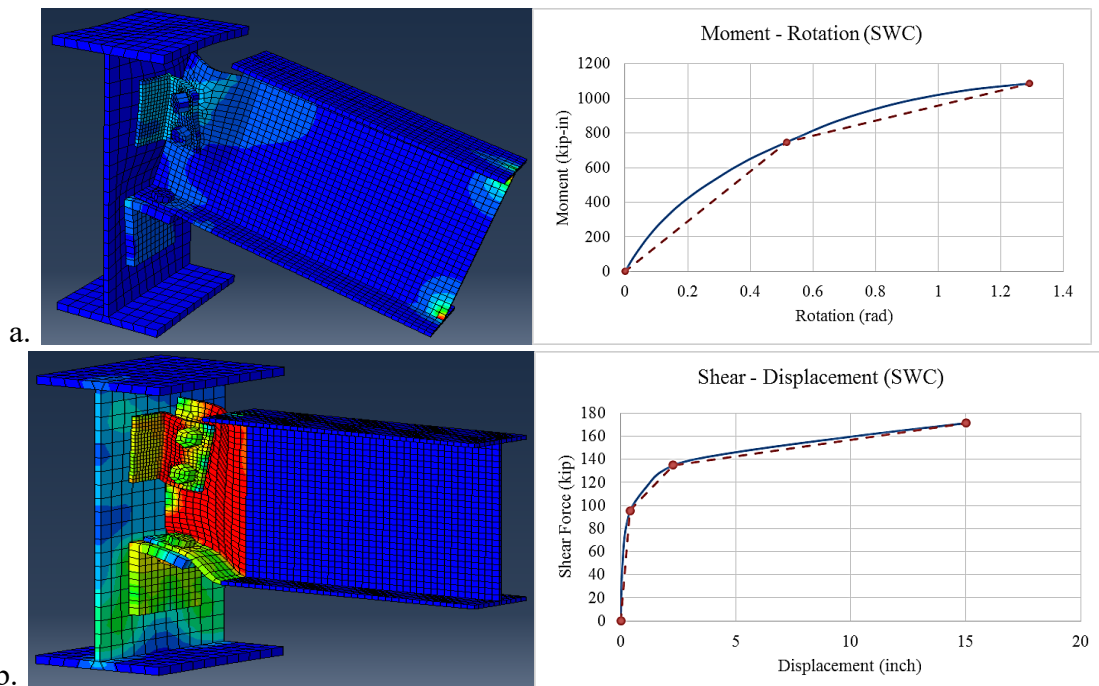 Moment - Rotation (SWC)
1200
1000
800
600
400
200
0
Moment (kip-in)
0 0.2 0.4 0.6 0.8 1 1.2 1.4
Rotation (rad)
a.
Shear - Displacement (SWC)
180
160
140
120
100
80
60
40
20
0
Shear Force (kip)
0 5 10 15 20
Displacement (inch)
b.